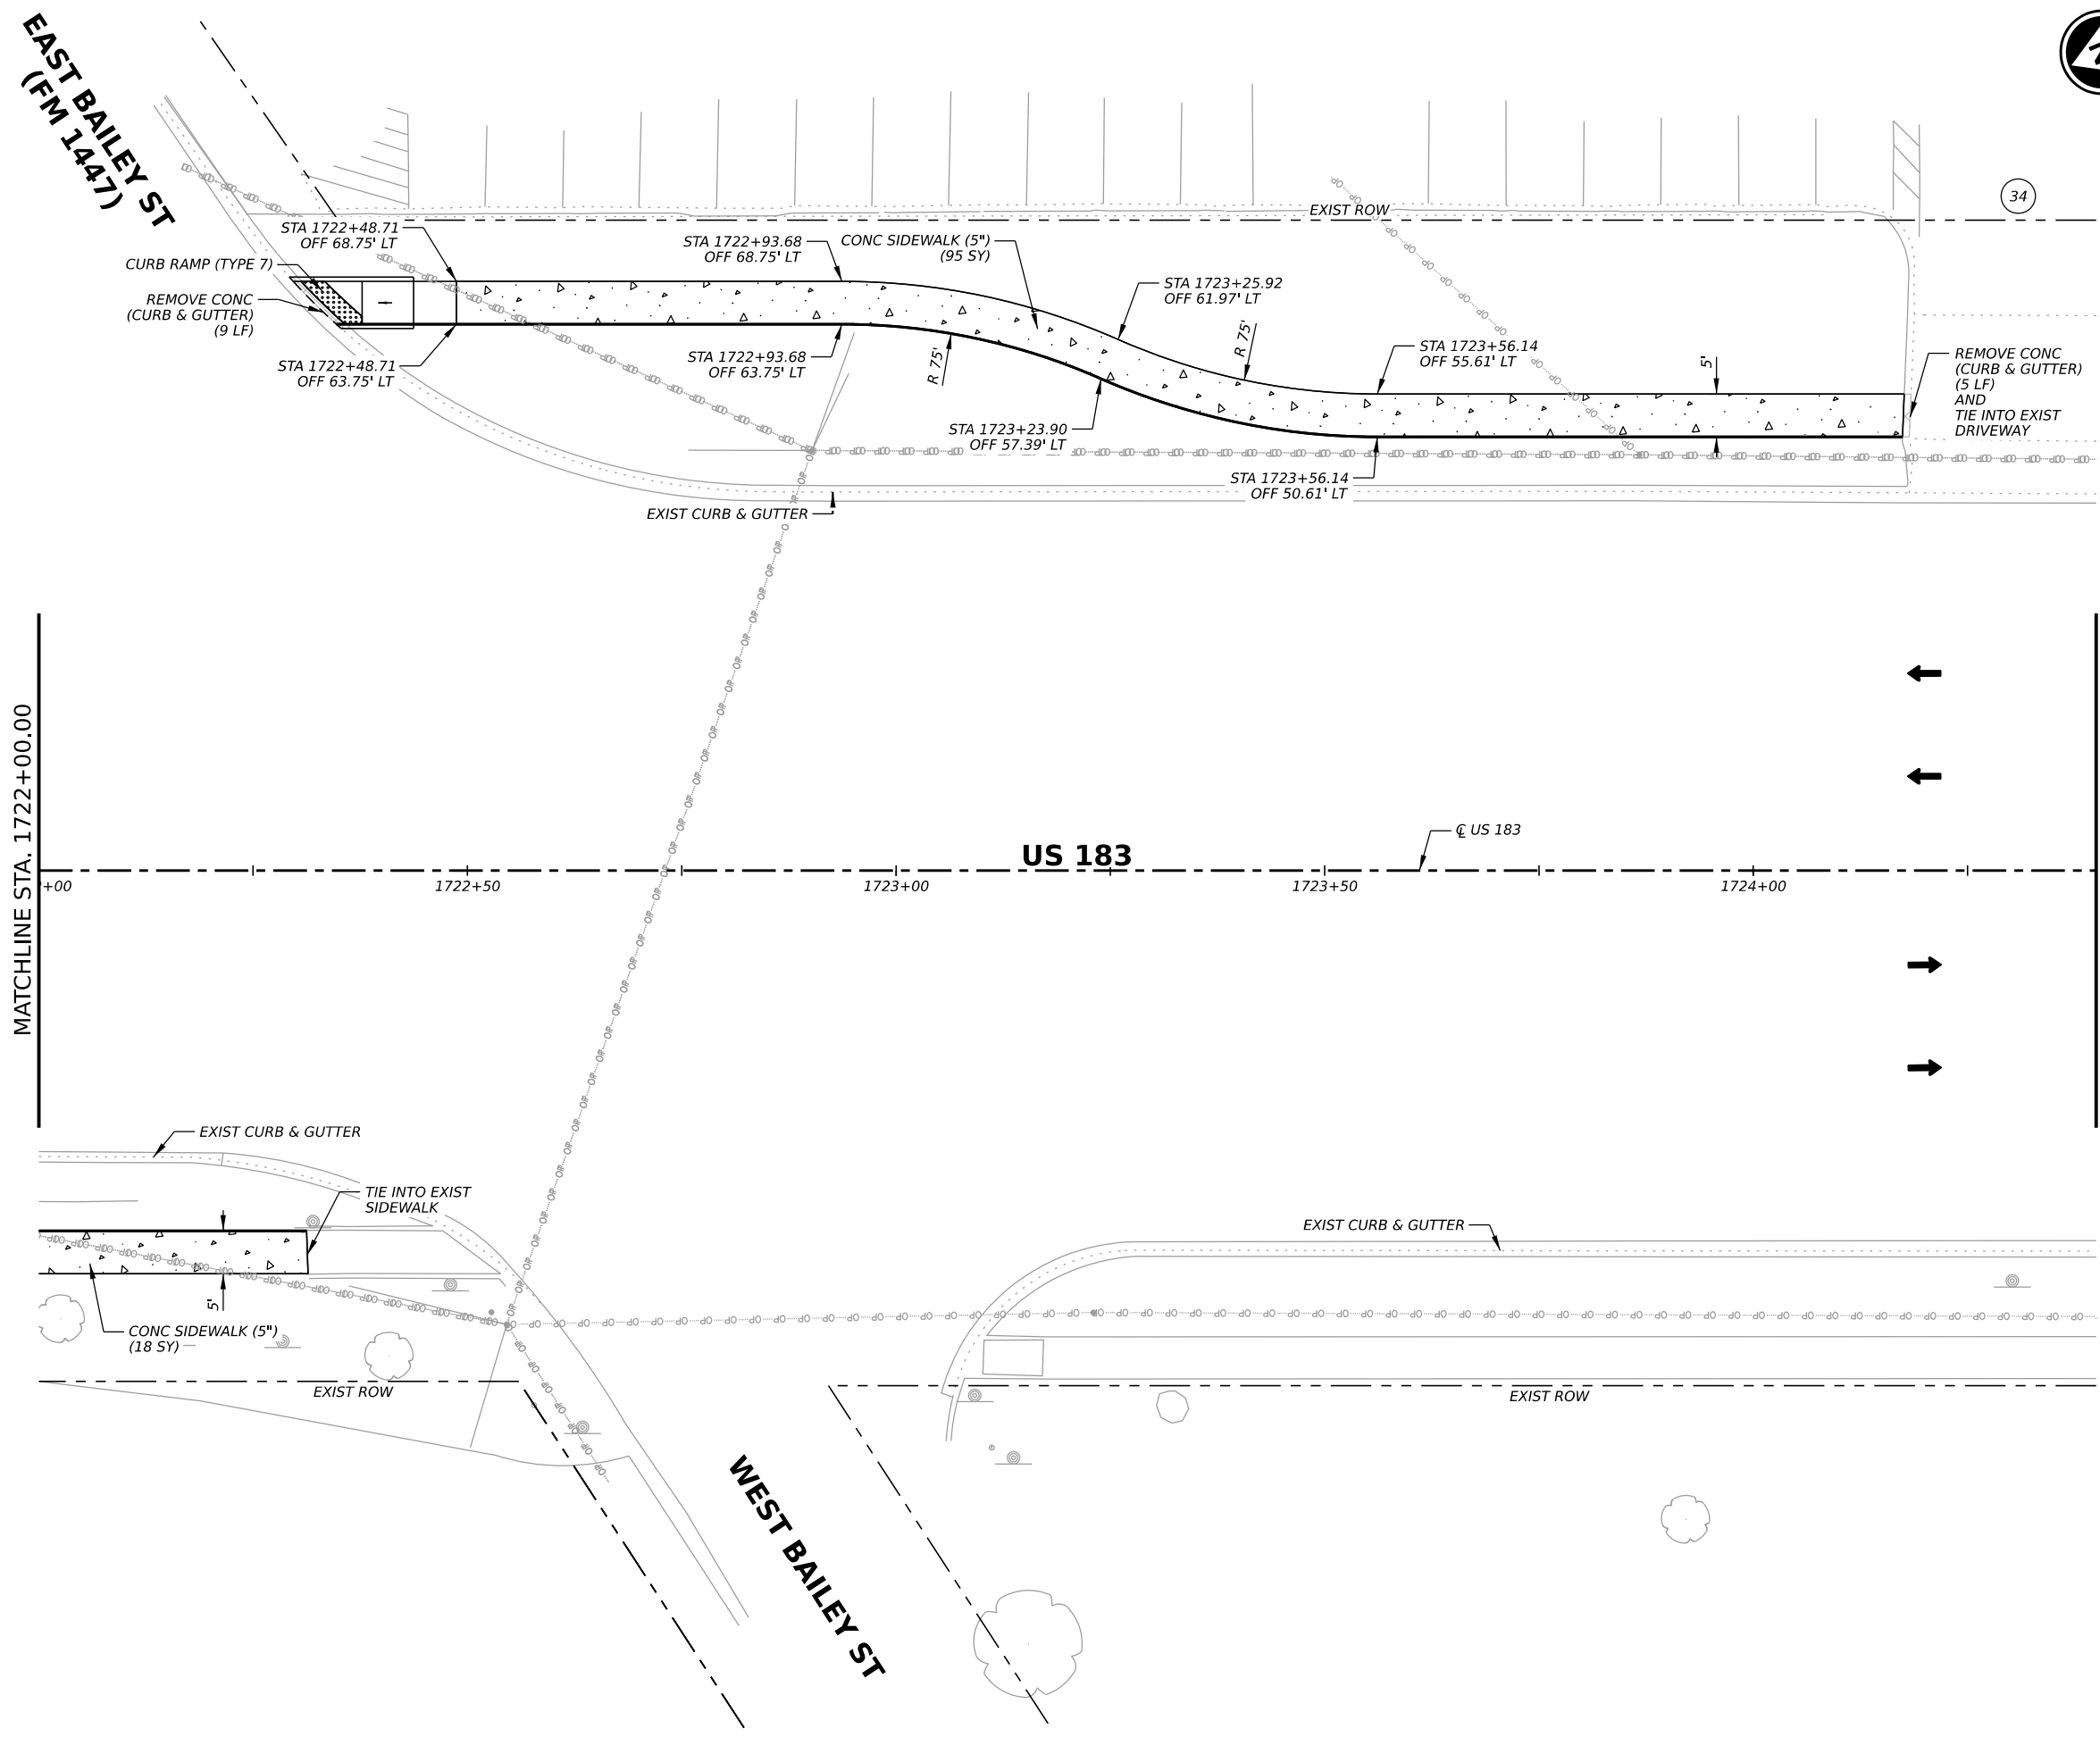 EAST BAILEY ST
(FM 1447)
EXIST ROW
34
STA 1722+48.71
OFF 68.75' LT
STA 1722+93.68
OFF 68.75' LT
CONC SIDEWALK (5")
(95 SY)
CURB RAMP (TYPE 7)
REMOVE CONC
(CURB & GUTTER)
(9 LF)
STA 1723+25.92
OFF 61.97' LT
R 75'
STA 1722+48.71
OFF 63.75' LT
STA 1722+93.68
OFF 63.75' LT
R 75'
STA 1723+56.14
OFF 55.61' LT
5'
REMOVE CONC
(CURB & GUTTER)
(5 LF)
AND
TIE INTO EXIST
DRIVEWAY
STA 1723+23.90
OFF 57.39' LT
STA 1723+56.14
OFF 50.61' LT
EXIST CURB & GUTTER
MATCHLINE STA. 1722+00.00
US 183
℄ US 183
+00
1722+50
1723+00
1723+50
1724+00
EXIST CURB & GUTTER
TIE INTO EXIST
SIDEWALK
5'
CONC SIDEWALK (5")
(18 SY)
EXIST ROW
EXIST CURB & GUTTER
EXIST ROW
WEST BAILEY ST